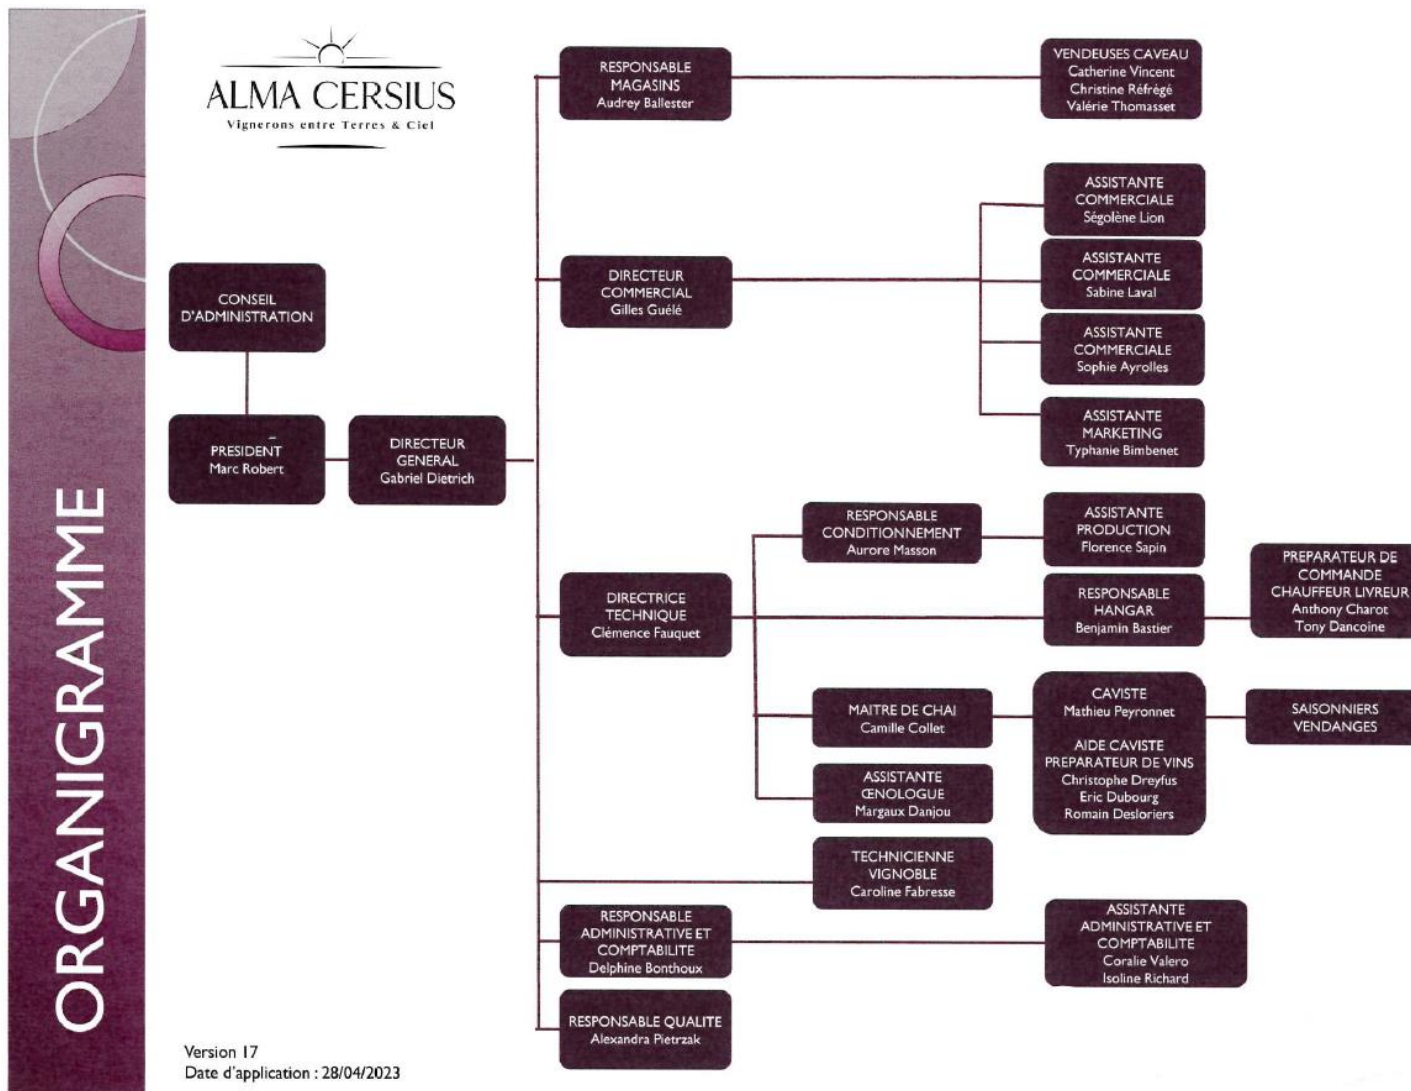 ORGANIGRAMME
ALMA CERSIUS
Vignerons entre Terres & Ciel
CONSEIL
D'ADMINISTRATION
PRESIDENT
Marc Robert
DIRECTEUR
GENERAL
Gabriel Dietrich
RESPONSABLE
MAGASINS
Audrey Ballester
VENDEUSES CAVEAU
Catherine Vincent
Christine Réfrégé
Valérie Thomasset
DIRECTEUR
COMMERCIAL
Gilles Guélé
ASSISTANTE
COMMERCIALE
Ségolène Lion
ASSISTANTE
COMMERCIALE
Sabine Laval
ASSISTANTE
COMMERCIALE
Sophie Ayrolles
ASSISTANTE
MARKETING
Typhanie Bimbenet
DIRECTRICE
TECHNIQUE
Clémence Fauquet
RESPONSABLE
CONDITIONNEMENT
Aurore Masson
ASSISTANTE
PRODUCTION
Florence Sapin
RESPONSABLE
HANGAR
Benjamin Bastier
PREPARATEUR DE
COMMANDE
CHAUFFEUR LIVREUR
Anthony Charot
Tony Dancoine
MAITRE DE CHAI
Camille Collet
CAVISTE
Mathieu Peyronnet
AIDE CAVISTE
PREPARATEUR DE VINS
Christophe Dreyfus
Eric Dubourg
Romain Desloriers
SAISONNIERS
VENDANGES
ASSISTANTE
ŒNOLOGUE
Margaux Danjou
TECHNICIENNE
VIGNOBLE
Caroline Fabresse
RESPONSABLE
ADMINISTRATIVE ET
COMPTABILITE
Delphine Bonthoux
ASSISTANTE
ADMINISTRATIVE ET
COMPTABILITE
Coralie Valero
Isoline Richard
RESPONSABLE QUALITE
Alexandra Pietrzak
Version 17
Date d'application : 28/04/2023